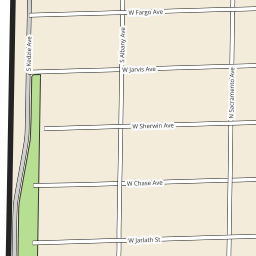 W Fargo Ave
S Kedzie Ave
S Albany Ave
W Jarvis Ave
N Sacramento Ave
W Sherwin Ave
W Chase Ave
W Jarlath St